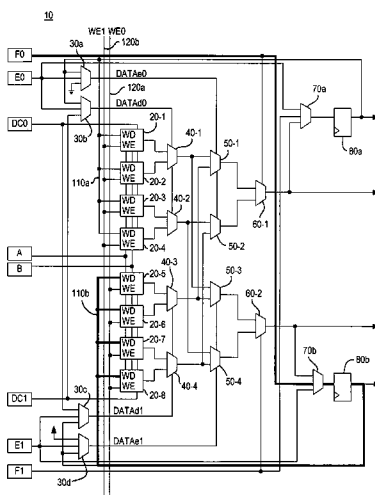 10
WE1 WE0
F0
30a
120b
120a
E0
DATAe0
70a
DATAd0
DC0
30b
80a
20-1
WD
WE
40-1
50-1
110a
20-2
WD
WE
20-3
WD
WE
40-2
60-1
20-4
WD
WE
50-2
A
B
20-5
WD
WE
40-3
50-3
110b
60-2
20-6
WD
WE
20-7
WD
WE
70b
80b
20-8
WD
WE
40-4
50-4
DC1
30c
DATAd1
E1
DATAe1
F1
30d